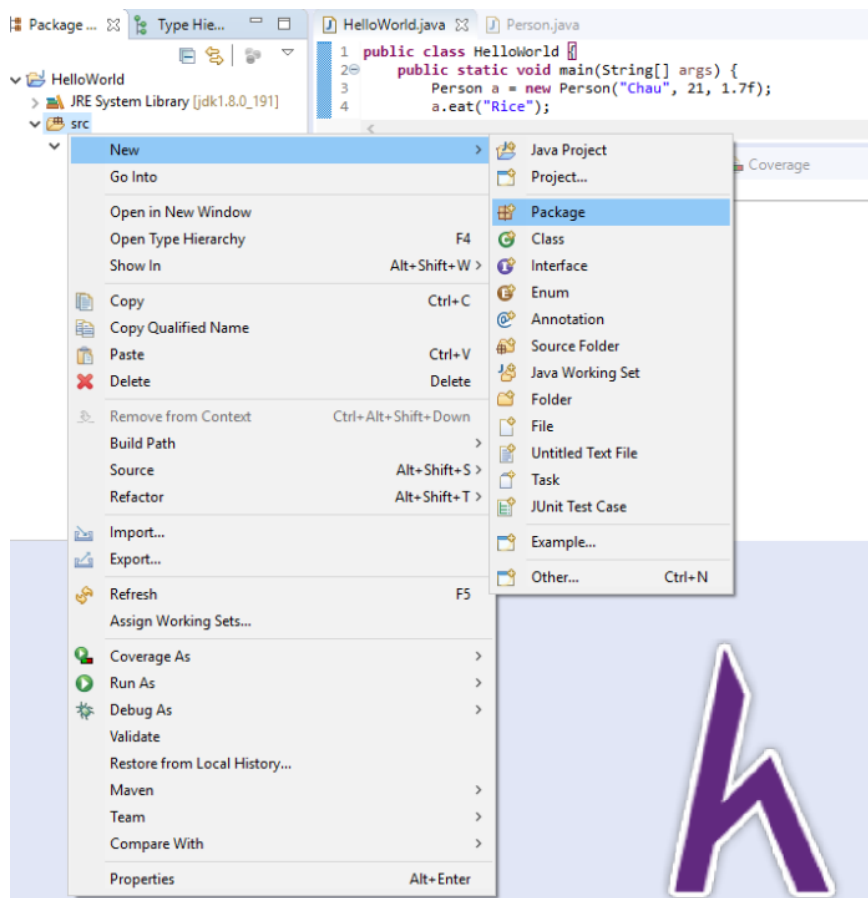 Package ... Type Hie... HelloWorld.java Person.java
HelloWorld
JRE System Library [jdk1.8.0_191]
src
1 public class HelloWorld {
2 public static void main(String[] args) {
3 Person a = new Person("Chau", 21, 1.7f);
4 a.eat("Rice");
Coverage
New
Go Into
Open in New Window
Open Type Hierarchy F4
Show In Alt+Shift+W >
Copy Ctrl+C
Copy Qualified Name
Paste Ctrl+V
Delete Delete
Remove from Context Ctrl+Alt+Shift+Down
Build Path
Source Alt+Shift+S >
Refactor Alt+Shift+T >
Import...
Export...
Refresh F5
Assign Working Sets...
Coverage As
Run As
Debug As
Validate
Restore from Local History...
Maven
Team
Compare With
Properties Alt+Enter
Java Project
Project...
Package
Class
Interface
Enum
Annotation
Source Folder
Java Working Set
Folder
File
Untitled Text File
Task
JUnit Test Case
Example...
Other... Ctrl+N